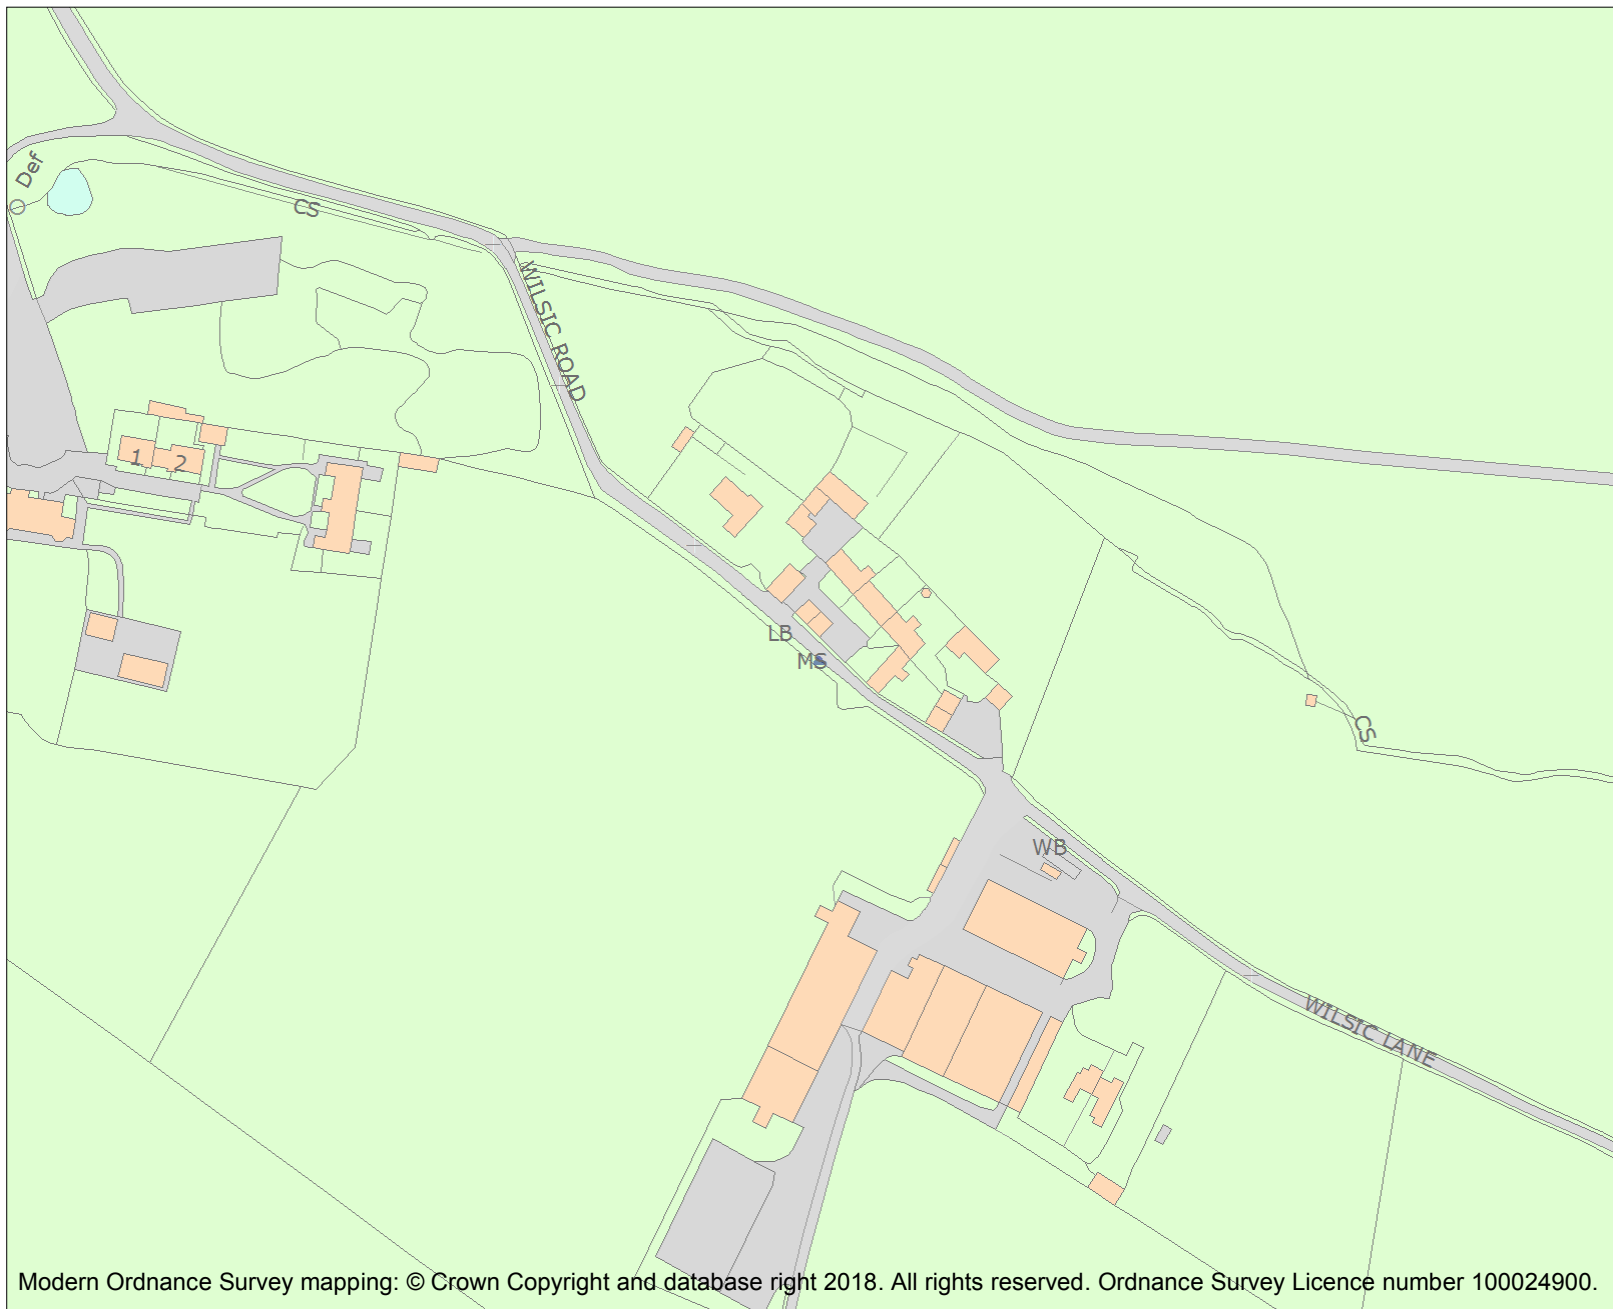 Def
CS
WILSIC ROAD
1
2
LB
MS
CS
WB
WILSIC LANE
Modern Ordnance Survey mapping: © Crown Copyright and database right 2018. All rights reserved. Ordnance Survey Licence number 100024900.